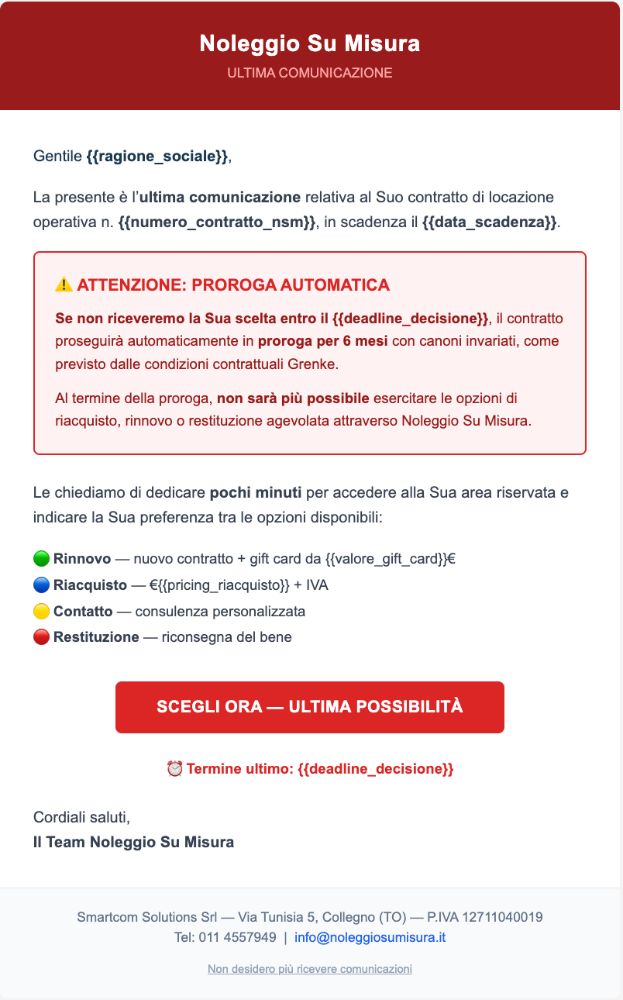 Noleggio Su Misura
ULTIMA COMUNICAZIONE
Gentile {{ragione_sociale}},
La presente è l’ultima comunicazione relativa al Suo contratto di locazione
operativa n. {{numero_contratto_nsm}}, in scadenza il {{data_scadenza}}.
⚠️ ATTENZIONE: PROROGA AUTOMATICA
Se non riceveremo la Sua scelta entro il {{deadline_decisione}}, il contratto
proseguirà automaticamente in proroga per 6 mesi con canoni invariati, come
previsto dalle condizioni contrattuali Grenke.
Al termine della proroga, non sarà più possibile esercitare le opzioni di
riacquisto, rinnovo o restituzione agevolata attraverso Noleggio Su Misura.
Le chiediamo di dedicare pochi minuti per accedere alla Sua area riservata e
indicare la Sua preferenza tra le opzioni disponibili:
🟢 Rinnovo — nuovo contratto + gift card da {{valore_gift_card}}€
🔵 Riacquisto — €{{pricing_riacquisto}} + IVA
🟡 Contatto — consulenza personalizzata
🔴 Restituzione — riconsegna del bene
SCEGLI ORA — ULTIMA POSSIBILITÀ
⏰ Termine ultimo: {{deadline_decisione}}
Cordiali saluti,
Il Team Noleggio Su Misura
Smartcom Solutions Srl — Via Tunisia 5, Collegno (TO) — P.IVA 12711040019
Tel: 011 4557949 | info@noleggiosumisura.it
Non desidero più ricevere comunicazioni